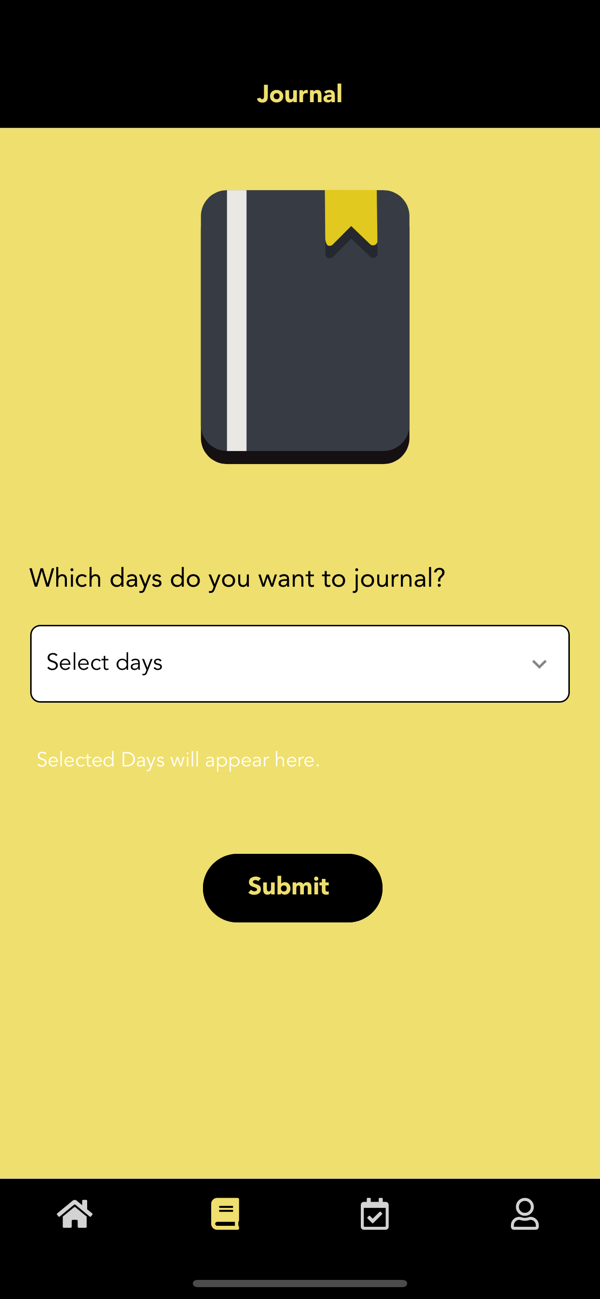 Journal
Which days do you want to journal?
Select days
Selected Days will appear here.
Submit